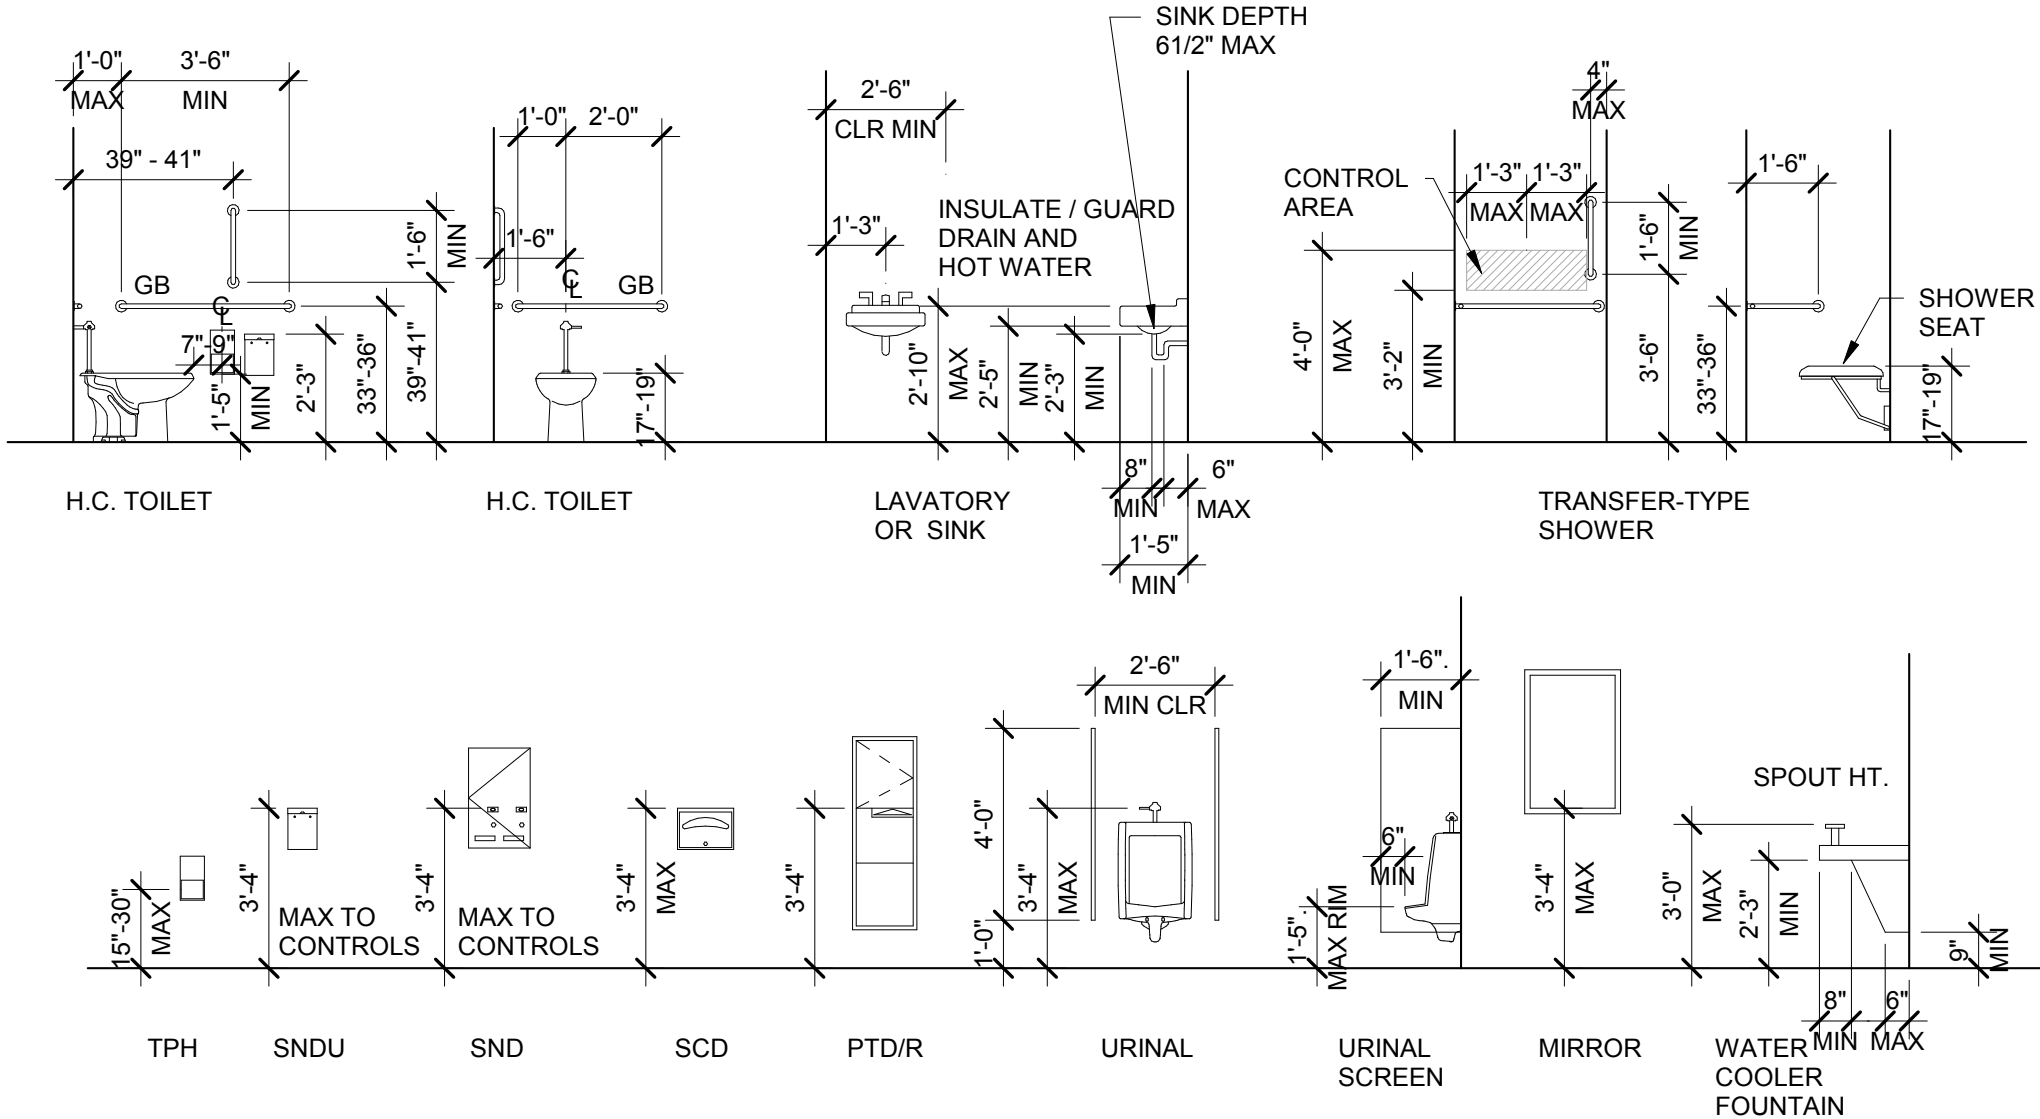 1'-0"
MAX
3'-6"
MIN
39" - 41"
1'-6"
MIN
GB
CL
7"-9"
1'-5"
MIN
2'-3"
33"-36"
39"-41"
H.C. TOILET
1'-0"
2'-0"
1'-6"
CL
GB
17"-19"
H.C. TOILET
2'-6"
CLR MIN
1'-3"
SINK DEPTH
61/2" MAX
INSULATE / GUARD
DRAIN AND
HOT WATER
2'-10"
MAX
2'-5"
MIN
2'-3"
MIN
8"
MIN
6"
MAX
1'-5"
MIN
LAVATORY
OR SINK
4"
MAX
CONTROL
AREA
1'-3"
MAX
1'-3"
MAX
1'-6"
MIN
4'-0"
MAX
3'-2"
MIN
3'-6"
33"-36"
1'-6"
SHOWER
SEAT
17"-19"
TRANSFER-TYPE
SHOWER
15"-30"
MAX
TPH
3'-4"
MAX TO
CONTROLS
SNDU
3'-4"
MAX TO
CONTROLS
SND
3'-4"
MAX
SCD
3'-4"
PTD/R
2'-6"
MIN CLR
4'-0"
1'-0"
3'-4"
MAX
URINAL
1'-6".
MIN
6"
MIN
1'-5".
MAX RIM
URINAL
SCREEN
3'-4"
MAX
MIRROR
SPOUT HT.
3'-0"
MAX
2'-3"
MIN
9"
MIN
8"
MIN
6"
MAX
WATER
COOLER
FOUNTAIN